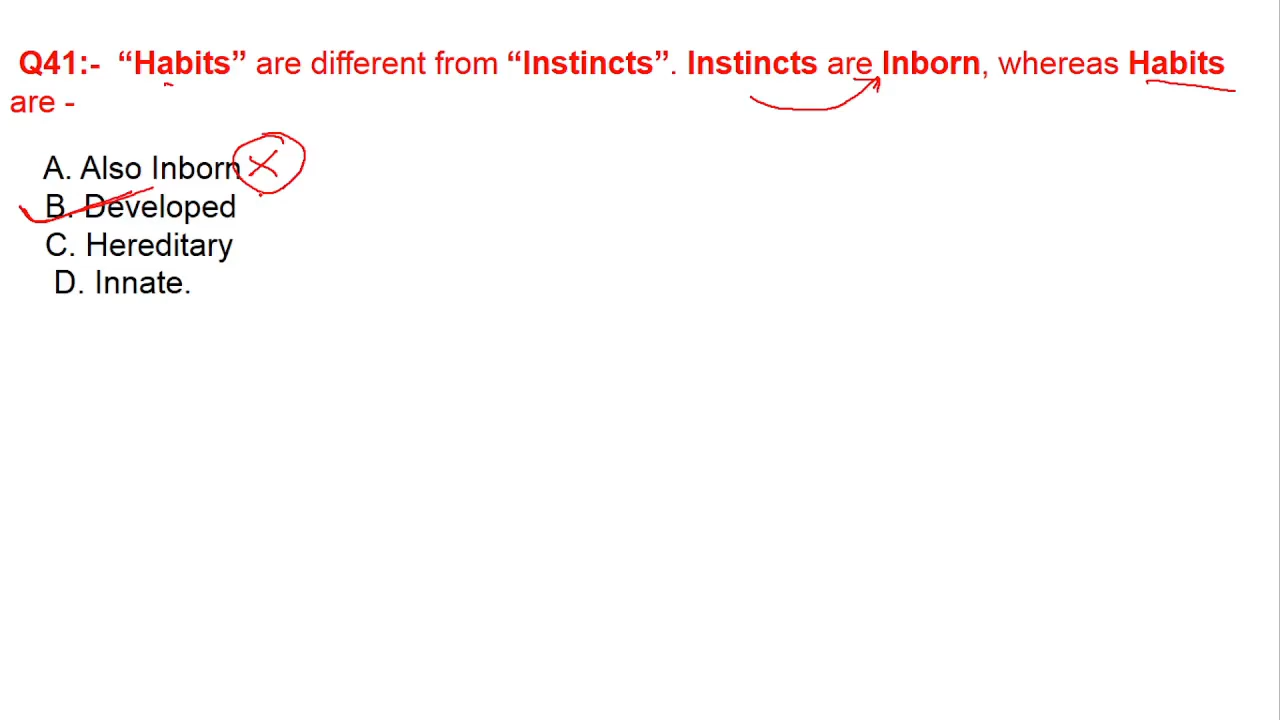 Q41:- “Habits” are different from “Instincts”. Instincts are Inborn, whereas Habits
are -
A. Also Inborn
B. Developed
C. Hereditary
D. Innate.